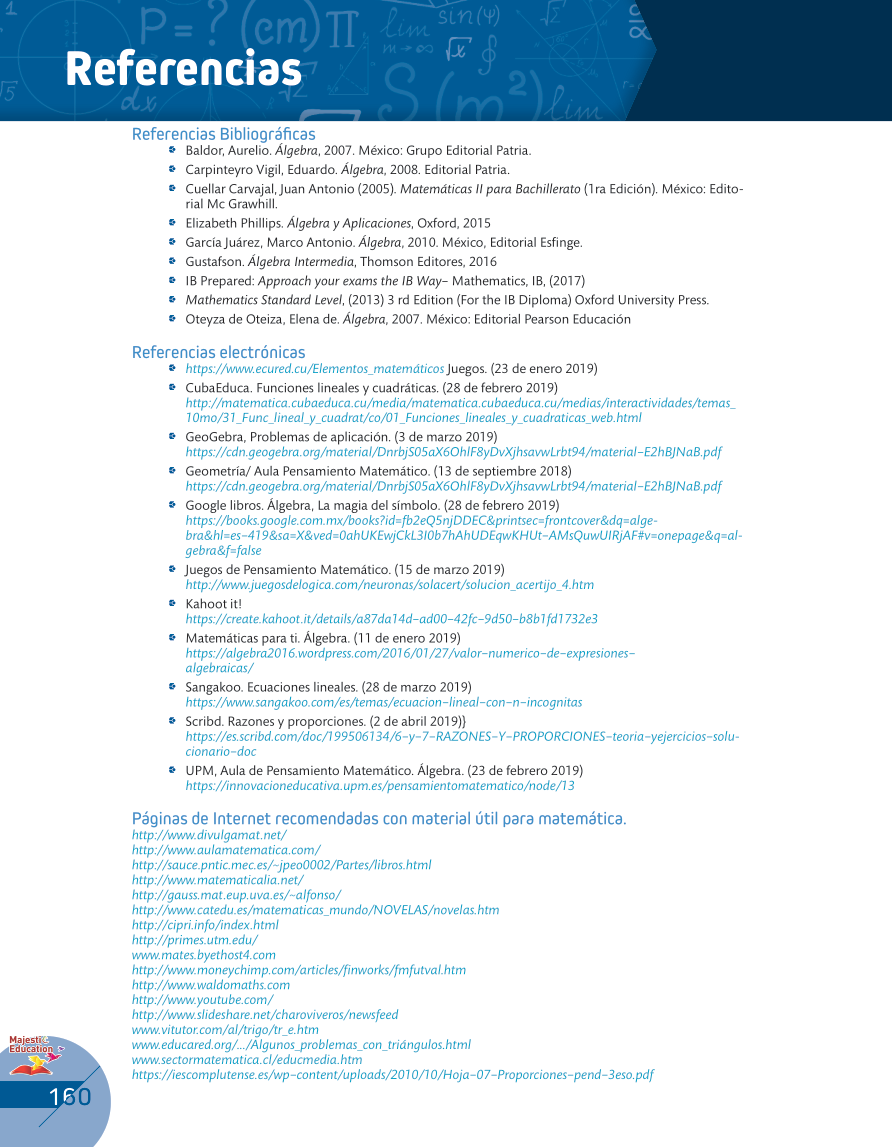 P = ? (cm) π
sin(ψ)
lim
m → ∞
√x
∮
dx
S (m²)
lim
Referencias
Referencias Bibliográficas
Baldor, Aurelio. Álgebra, 2007. México: Grupo Editorial Patria.
Carpinteyro Vigil, Eduardo. Álgebra, 2008. Editorial Patria.
Cuellar Carvajal, Juan Antonio (2005). Matemáticas II para Bachillerato (1ra Edición). México: Edito-
rial Mc Grawhill.
Elizabeth Phillips. Álgebra y Aplicaciones, Oxford, 2015
García Juárez, Marco Antonio. Álgebra, 2010. México, Editorial Esfinge.
Gustafson. Álgebra Intermedia, Thomson Editores, 2016
IB Prepared: Approach your exams the IB Way– Mathematics, IB, (2017)
Mathematics Standard Level, (2013) 3 rd Edition (For the IB Diploma) Oxford University Press.
Oteyza de Oteiza, Elena de. Álgebra, 2007. México: Editorial Pearson Educación
Referencias electrónicas
https://www.ecured.cu/Elementos_matemáticos Juegos. (23 de enero 2019)
CubaEduca. Funciones lineales y cuadráticas. (28 de febrero 2019)
http://matematica.cubaeduca.cu/media/matematica.cubaeduca.cu/medias/interactividades/temas_
10mo/31_Func_lineal_y_cuadrat/co/01_Funciones_lineales_y_cuadraticas_web.html
GeoGebra, Problemas de aplicación. (3 de marzo 2019)
https://cdn.geogebra.org/material/DnrbjS05aX6OhlF8yDvXjhsavwLrbt94/material–E2hBJNaB.pdf
Geometría/ Aula Pensamiento Matemático. (13 de septiembre 2018)
https://cdn.geogebra.org/material/DnrbjS05aX6OhlF8yDvXjhsavwLrbt94/material–E2hBJNaB.pdf
Google libros. Álgebra, La magia del símbolo. (28 de febrero 2019)
https://books.google.com.mx/books?id=fb2eQ5njDDEC&printsec=frontcover&dq=alge-
bra&hl=es–419&sa=X&ved=0ahUKEwjCkL3I0b7hAhUDEqwKHUt–AMsQuwUIRjAF#v=onepage&q=al-
gebra&f=false
Juegos de Pensamiento Matemático. (15 de marzo 2019)
http://www.juegosdelogica.com/neuronas/solacert/solucion_acertijo_4.htm
Kahoot it!
https://create.kahoot.it/details/a87da14d–ad00–42fc–9d50–b8b1fd1732e3
Matemáticas para ti. Álgebra. (11 de enero 2019)
https://algebra2016.wordpress.com/2016/01/27/valor–numerico–de–expresiones–
algebraicas/
Sangakoo. Ecuaciones lineales. (28 de marzo 2019)
https://www.sangakoo.com/es/temas/ecuacion–lineal–con–n–incognitas
Scribd. Razones y proporciones. (2 de abril 2019)}
https://es.scribd.com/doc/199506134/6–y–7–RAZONES–Y–PROPORCIONES–teoria–yejercicios–solu-
cionario–doc
UPM, Aula de Pensamiento Matemático. Álgebra. (23 de febrero 2019)
https://innovacioneducativa.upm.es/pensamientomatematico/node/13
Páginas de Internet recomendadas con material útil para matemática.
http://www.divulgamat.net/
http://www.aulamatematica.com/
http://sauce.pntic.mec.es/~jpeo0002/Partes/libros.html
http://www.matematicalia.net/
http://gauss.mat.eup.uva.es/~alfonso/
http://www.catedu.es/matematicas_mundo/NOVELAS/novelas.htm
http://cipri.info/index.html
http://primes.utm.edu/
www.mates.byethost4.com
http://www.moneychimp.com/articles/finworks/fmfutval.htm
http://www.waldomaths.com
http://www.youtube.com/
http://www.slideshare.net/charoviveros/newsfeed
www.vitutor.com/al/trigo/tr_e.htm
www.educared.org/.../Algunos_problemas_con_triángulos.html
www.sectormatematica.cl/educmedia.htm
https://iescomplutense.es/wp–content/uploads/2010/10/Hoja–07–Proporciones–pend–3eso.pdf
Majestic
Education
160